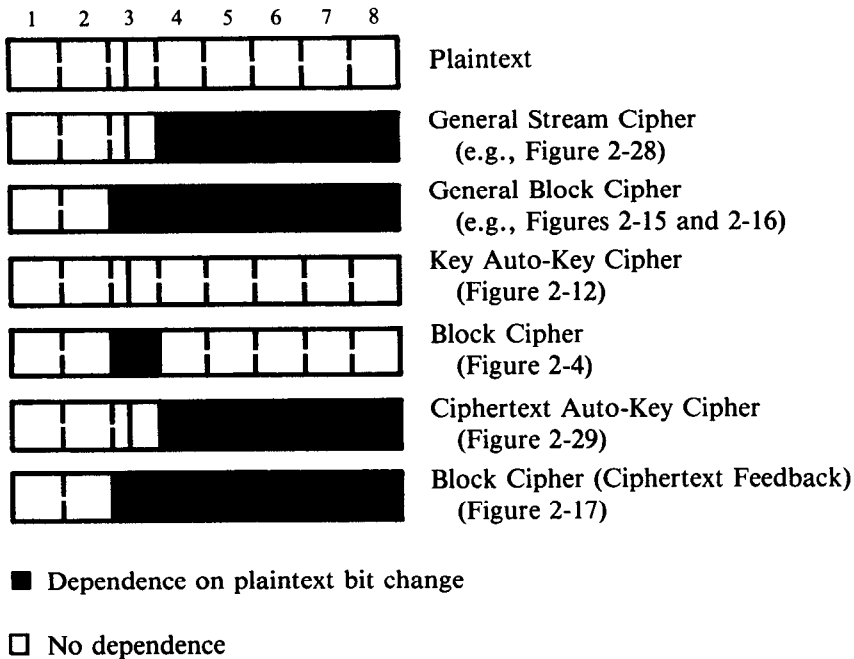 1 2 3 4 5 6 7 8
Plaintext
General Stream Cipher
(e.g., Figure 2-28)
General Block Cipher
(e.g., Figures 2-15 and 2-16)
Key Auto-Key Cipher
(Figure 2-12)
Block Cipher
(Figure 2-4)
Ciphertext Auto-Key Cipher
(Figure 2-29)
Block Cipher (Ciphertext Feedback)
(Figure 2-17)
Dependence on plaintext bit change
No dependence